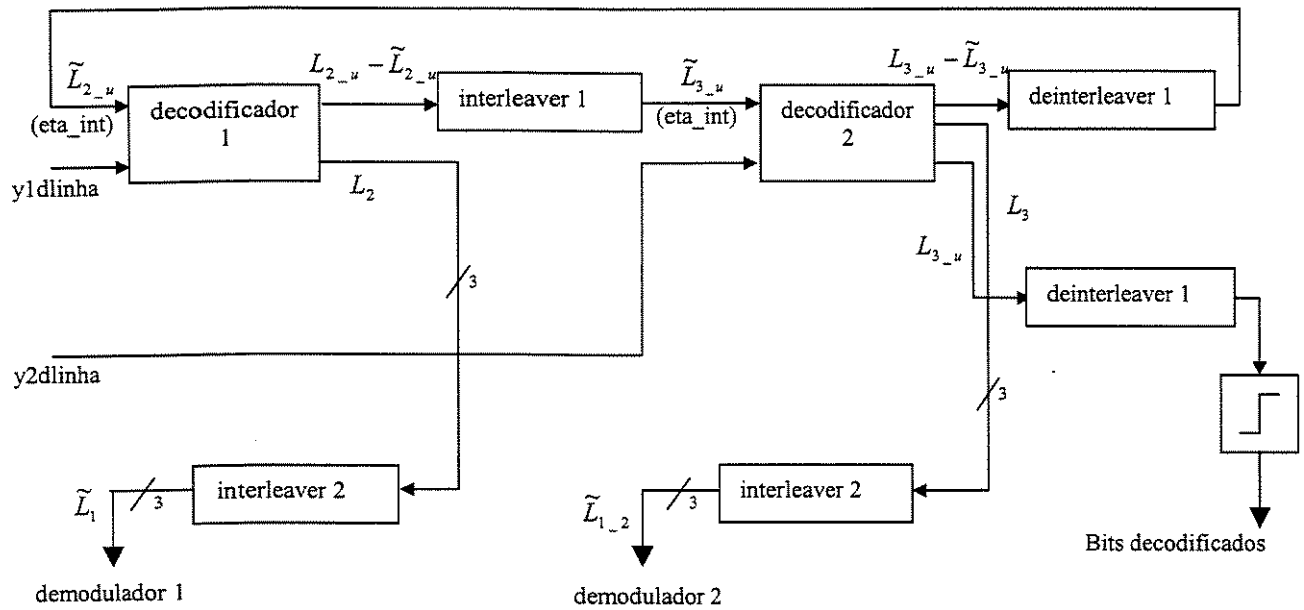 L̃₂_ᵤ
(eta_int)
y1dlinha
decodificador
1
L₂_ᵤ − L̃₂_ᵤ
L₂
interleaver 1
L̃₃_ᵤ
(eta_int)
decodificador
2
L₃_ᵤ − L̃₃_ᵤ
deinterleaver 1
L₃
L₃_ᵤ
3
deinterleaver 1
y2dlinha
3
interleaver 2
L̃₁
3
demodulador 1
interleaver 2
L̃₁_₂
3
demodulador 2
Bits decodificados